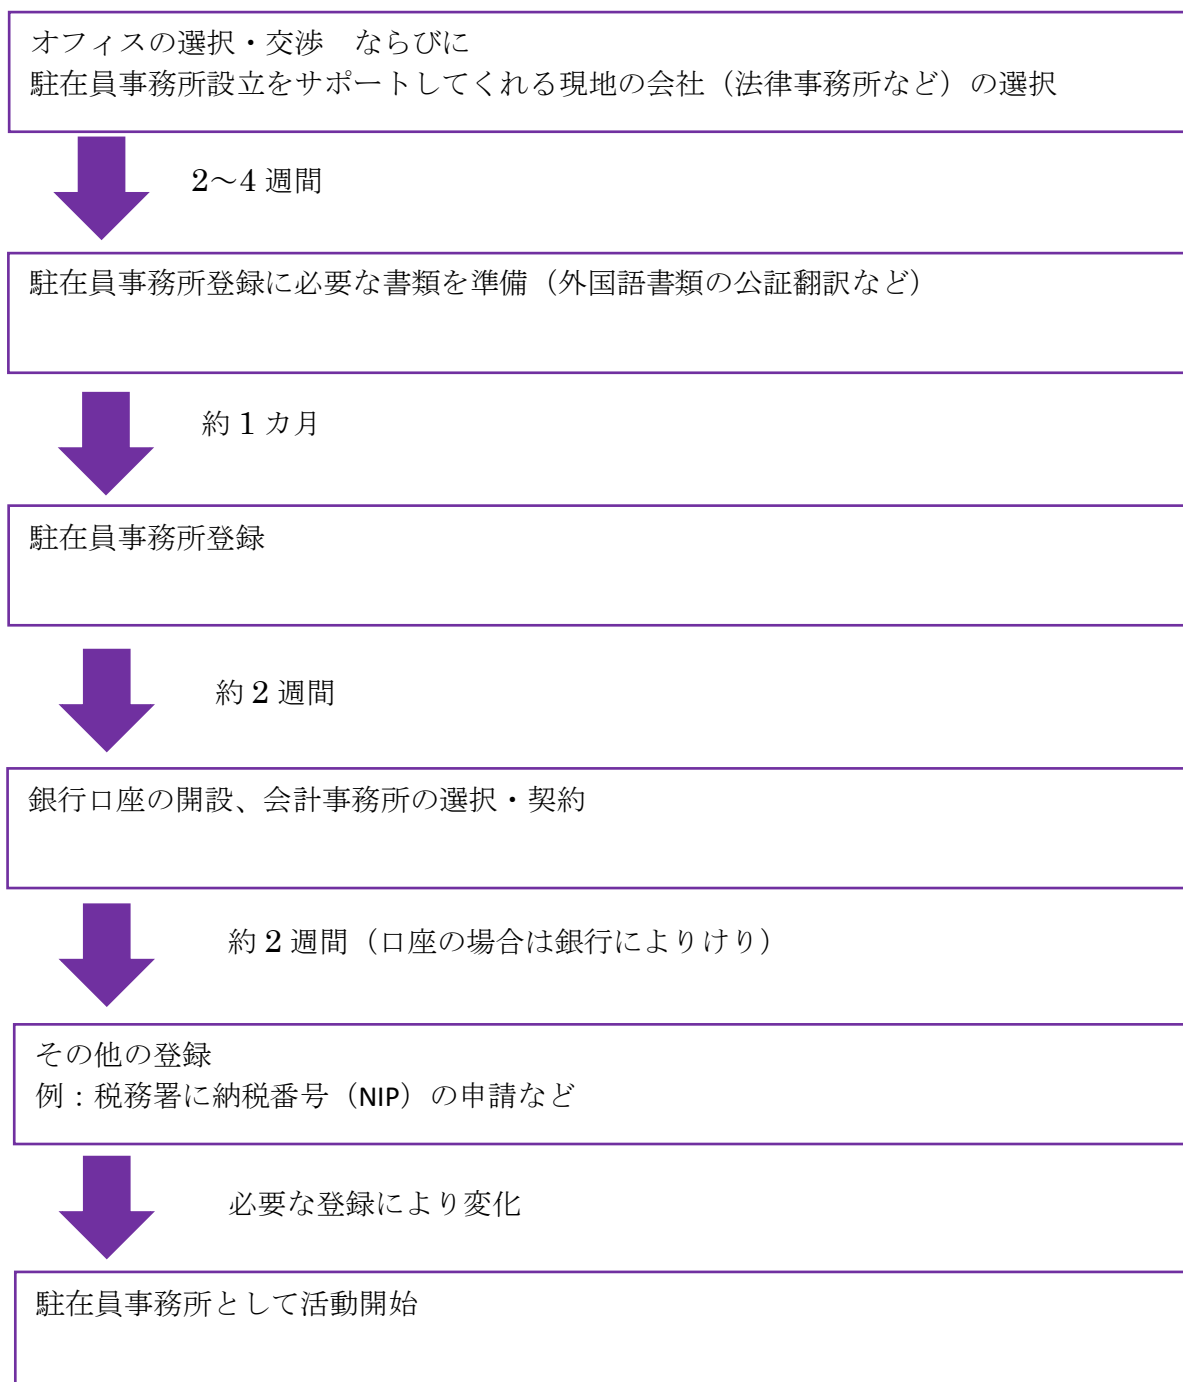 オフィスの選択・交渉　ならびに
駐在員事務所設立をサポートしてくれる現地の会社（法律事務所など）の選択
2～4 週間
駐在員事務所登録に必要な書類を準備（外国語書類の公証翻訳など）
約 1 カ月
駐在員事務所登録
約 2 週間
銀行口座の開設、会計事務所の選択・契約
約 2 週間（口座の場合は銀行によりけり）
その他の登録
例：税務署に納税番号（NIP）の申請など
必要な登録により変化
駐在員事務所として活動開始